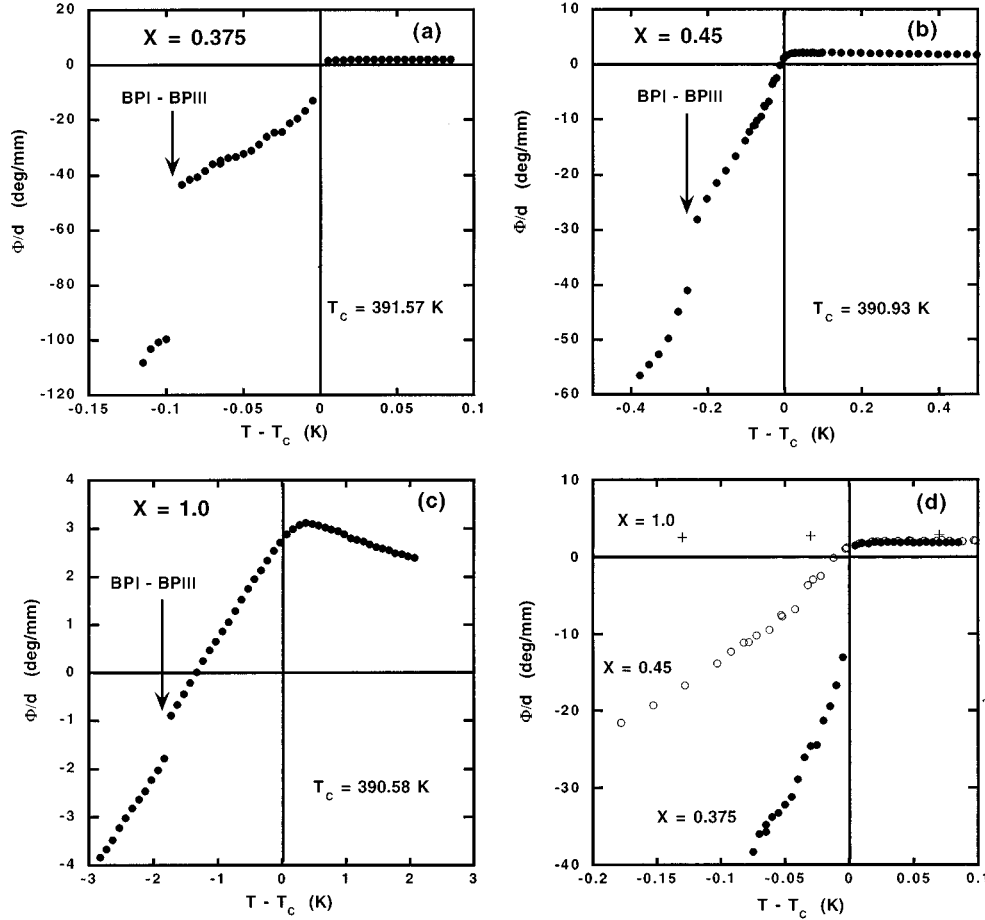 (a)
X = 0.375
BPI - BPIII
T_C = 391.57 K
Φ/d (deg/mm)
20
0
-20
-40
-60
-80
-100
-120
-0.15
-0.1
-0.05
0
0.05
0.1
T - T_C (K)
(b)
X = 0.45
BPI - BPIII
T_C = 390.93 K
Φ/d (deg/mm)
10
0
-10
-20
-30
-40
-50
-60
-0.4
-0.2
0
0.2
0.4
T - T_C (K)
(c)
X = 1.0
BPI - BPIII
T_C = 390.58 K
Φ/d (deg/mm)
4
3
2
1
0
-1
-2
-3
-4
-3
-2
-1
0
1
2
3
T - T_C (K)
(d)
X = 1.0
X = 0.45
X = 0.375
Φ/d (deg/mm)
10
0
-10
-20
-30
-40
-0.2
-0.15
-0.1
-0.05
0
0.05
0.1
T - T_C (K)